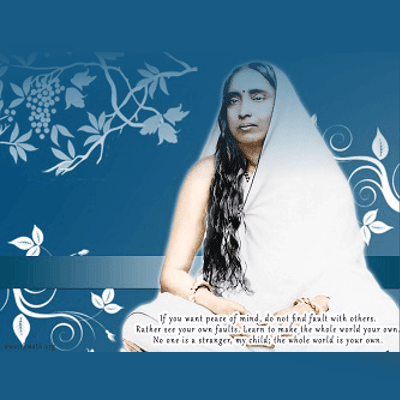 If you want peace of mind, do not find fault with others.
Rather see your own faults. Learn to make the whole world your own.
No one is a stranger, my child; the whole world is your own.